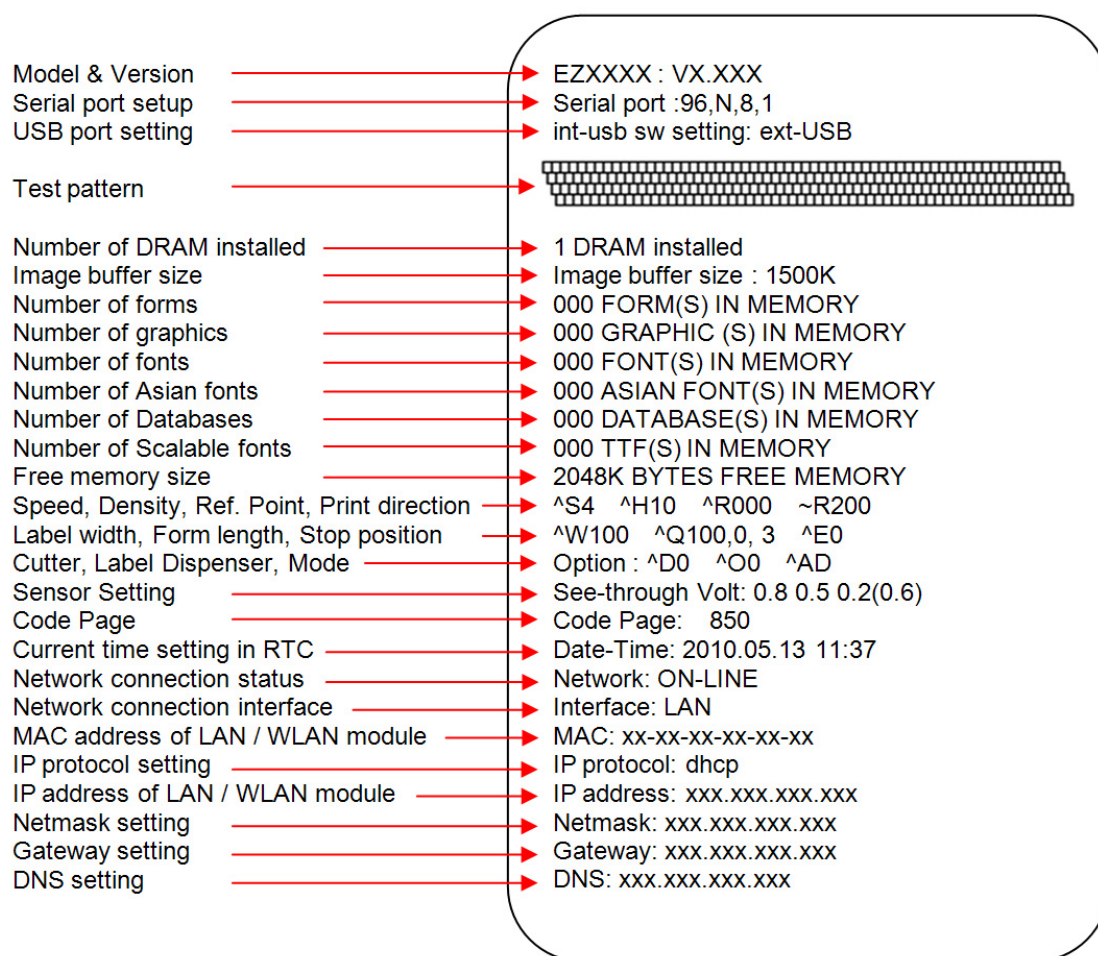 Model & Version EZXXXX : VX.XXX
Serial port setup Serial port :96,N,8,1
USB port setting int-usb sw setting: ext-USB
Test pattern
Number of DRAM installed 1 DRAM installed
Image buffer size Image buffer size : 1500K
Number of forms 000 FORM(S) IN MEMORY
Number of graphics 000 GRAPHIC (S) IN MEMORY
Number of fonts 000 FONT(S) IN MEMORY
Number of Asian fonts 000 ASIAN FONT(S) IN MEMORY
Number of Databases 000 DATABASE(S) IN MEMORY
Number of Scalable fonts 000 TTF(S) IN MEMORY
Free memory size 2048K BYTES FREE MEMORY
Speed, Density, Ref. Point, Print direction ^S4 ^H10 ^R000 ~R200
Label width, Form length, Stop position ^W100 ^Q100,0, 3 ^E0
Cutter, Label Dispenser, Mode Option : ^D0 ^O0 ^AD
Sensor Setting See-through Volt: 0.8 0.5 0.2(0.6)
Code Page Code Page: 850
Current time setting in RTC Date-Time: 2010.05.13 11:37
Network connection status Network: ON-LINE
Network connection interface Interface: LAN
MAC address of LAN / WLAN module MAC: xx-xx-xx-xx-xx-xx
IP protocol setting IP protocol: dhcp
IP address of LAN / WLAN module IP address: xxx.xxx.xxx.xxx
Netmask setting Netmask: xxx.xxx.xxx.xxx
Gateway setting Gateway: xxx.xxx.xxx.xxx
DNS setting DNS: xxx.xxx.xxx.xxx